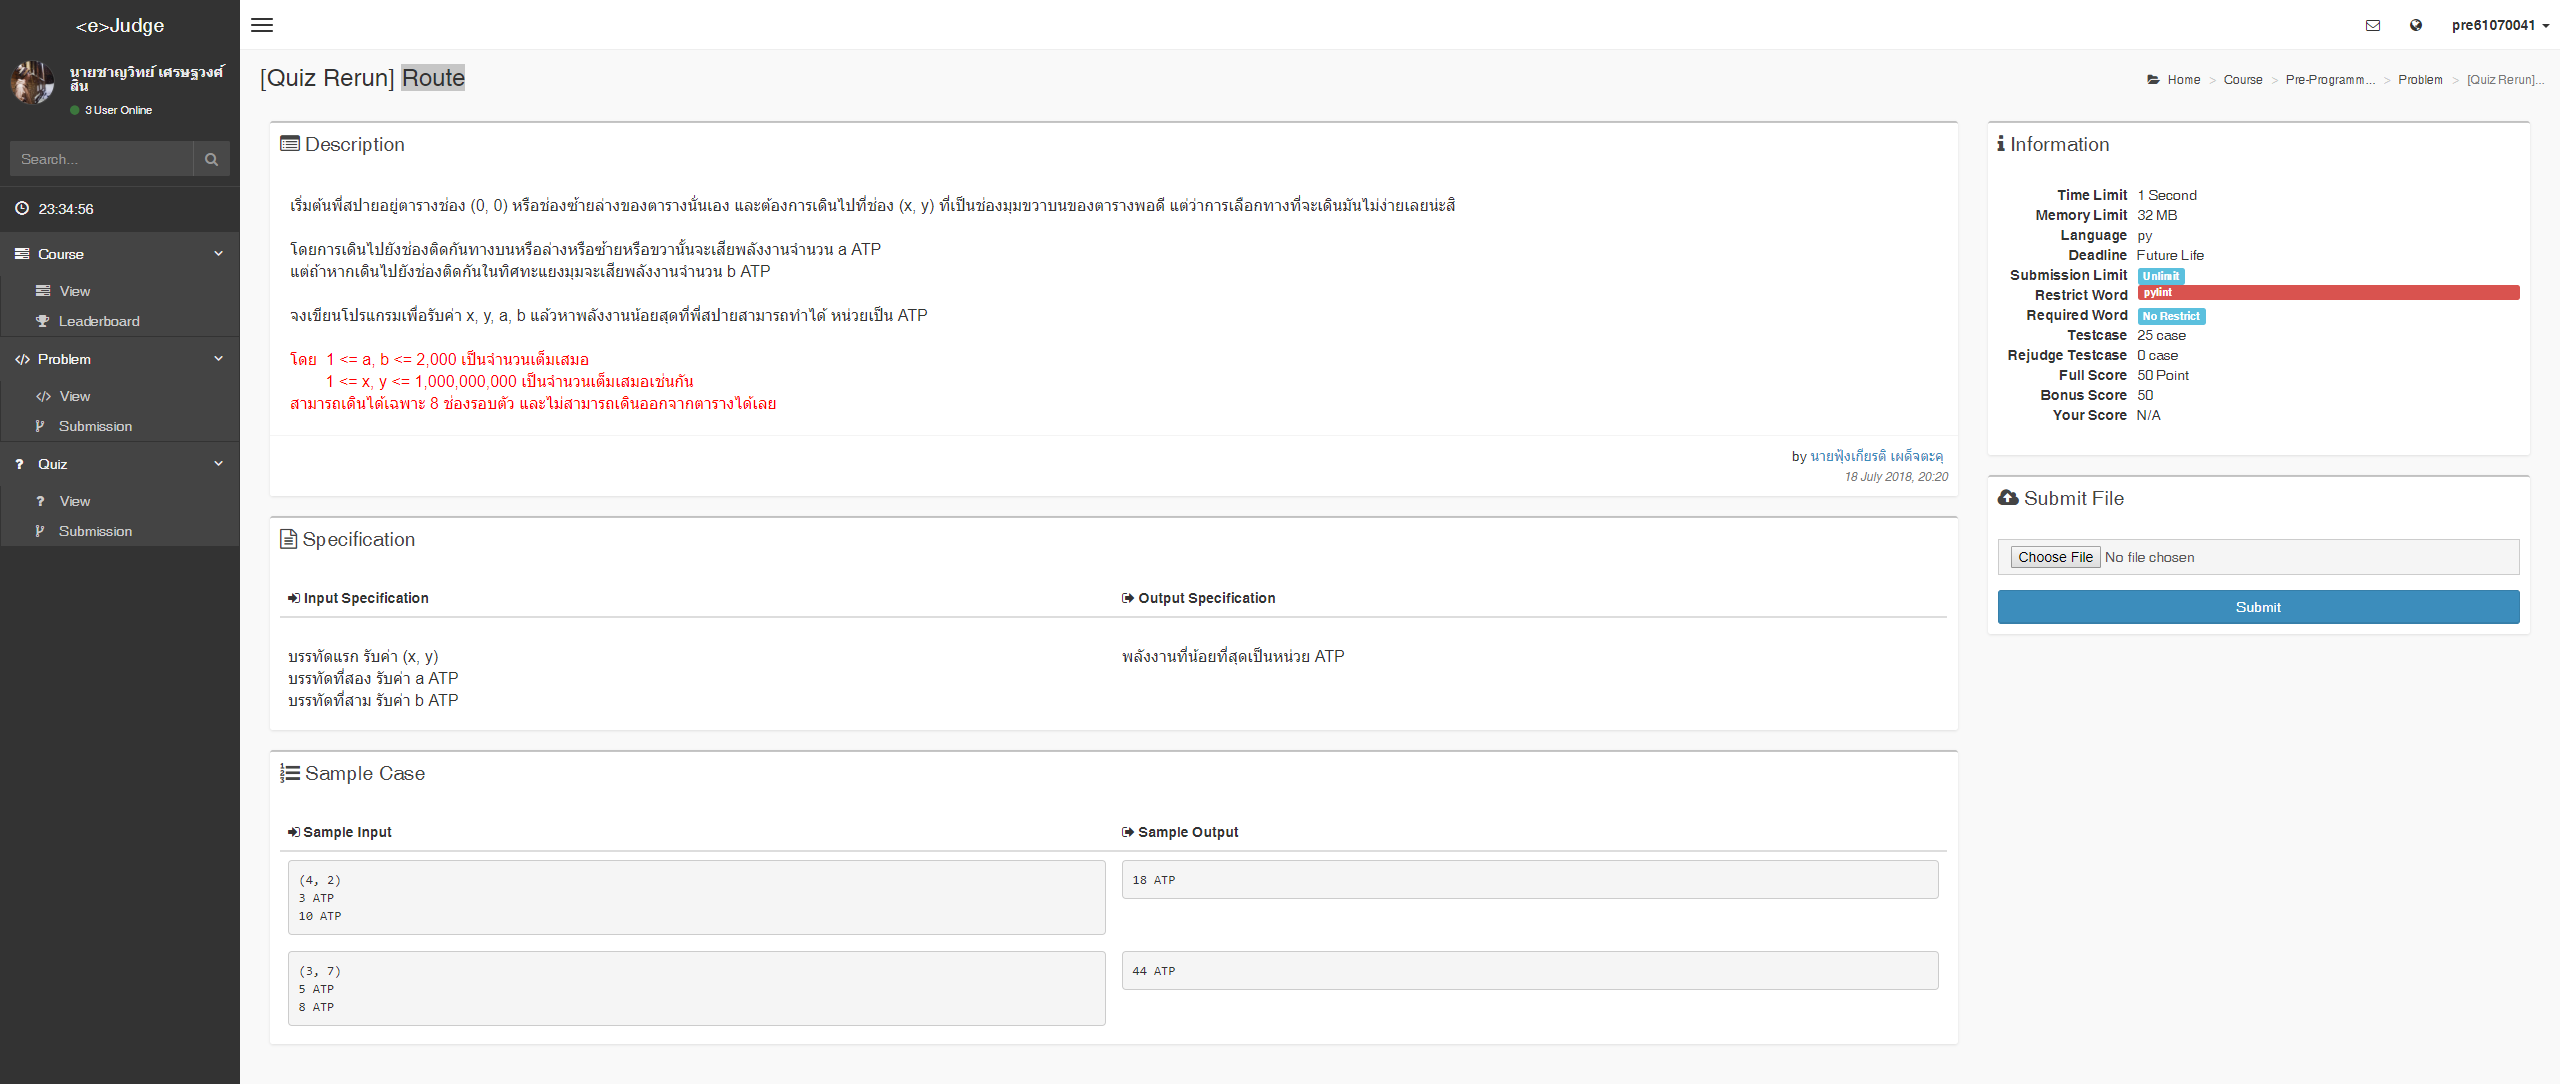 <e>Judge
pre61070041
นายชาญวิทย์ เศรษฐวงศ์
สิน
3 User Online
Search...
23:34:56
Course
View
Leaderboard
Problem
View
Submission
Quiz
View
Submission
[Quiz Rerun] Route
Home > Course > Pre-Programm... > Problem > [Quiz Rerun]...
Description
เริ่มต้นพี่สปายอยู่ตารางช่อง (0, 0) หรือช่องซ้ายล่างของตารางนั่นเอง และต้องการเดินไปที่ช่อง (x, y) ที่เป็นช่องมุมขวาบนของตารางพอดี แต่ว่าการเลือกทางที่จะเดินมันไม่ง่ายเลยน่ะสิ
โดยการเดินไปยังช่องติดกันทางบนหรือล่างหรือซ้ายหรือขวานั้นจะเสียพลังงานจำนวน a ATP
แต่ถ้าหากเดินไปยังช่องติดกันในทิศทะแยงมุมจะเสียพลังงานจำนวน b ATP
จงเขียนโปรแกรมเพื่อรับค่า x, y, a, b แล้วหาพลังงานน้อยสุดที่พี่สปายสามารถทำได้ หน่วยเป็น ATP
โดย 1 <= a, b <= 2,000 เป็นจำนวนเต็มเสมอ
1 <= x, y <= 1,000,000,000 เป็นจำนวนเต็มเสมอเช่นกัน
สามารถเดินได้เฉพาะ 8 ช่องรอบตัว และไม่สามารถเดินออกจากตารางได้เลย
by นายฟุ้งเกียรติ เผด็จตะคุ
18 July 2018, 20:20
Specification
Input Specification
Output Specification
บรรทัดแรก รับค่า (x, y)
บรรทัดที่สอง รับค่า a ATP
บรรทัดที่สาม รับค่า b ATP
พลังงานที่น้อยที่สุดเป็นหน่วย ATP
Sample Case
Sample Input
Sample Output
(4, 2)
3 ATP
10 ATP
18 ATP
(3, 7)
5 ATP
8 ATP
44 ATP
Information
Time Limit 1 Second
Memory Limit 32 MB
Language py
Deadline Future Life
Submission Limit Unlimit
Restrict Word pylint
Required Word No Restrict
Testcase 25 case
Rejudge Testcase 0 case
Full Score 50 Point
Bonus Score 50
Your Score N/A
Submit File
Choose File No file chosen
Submit